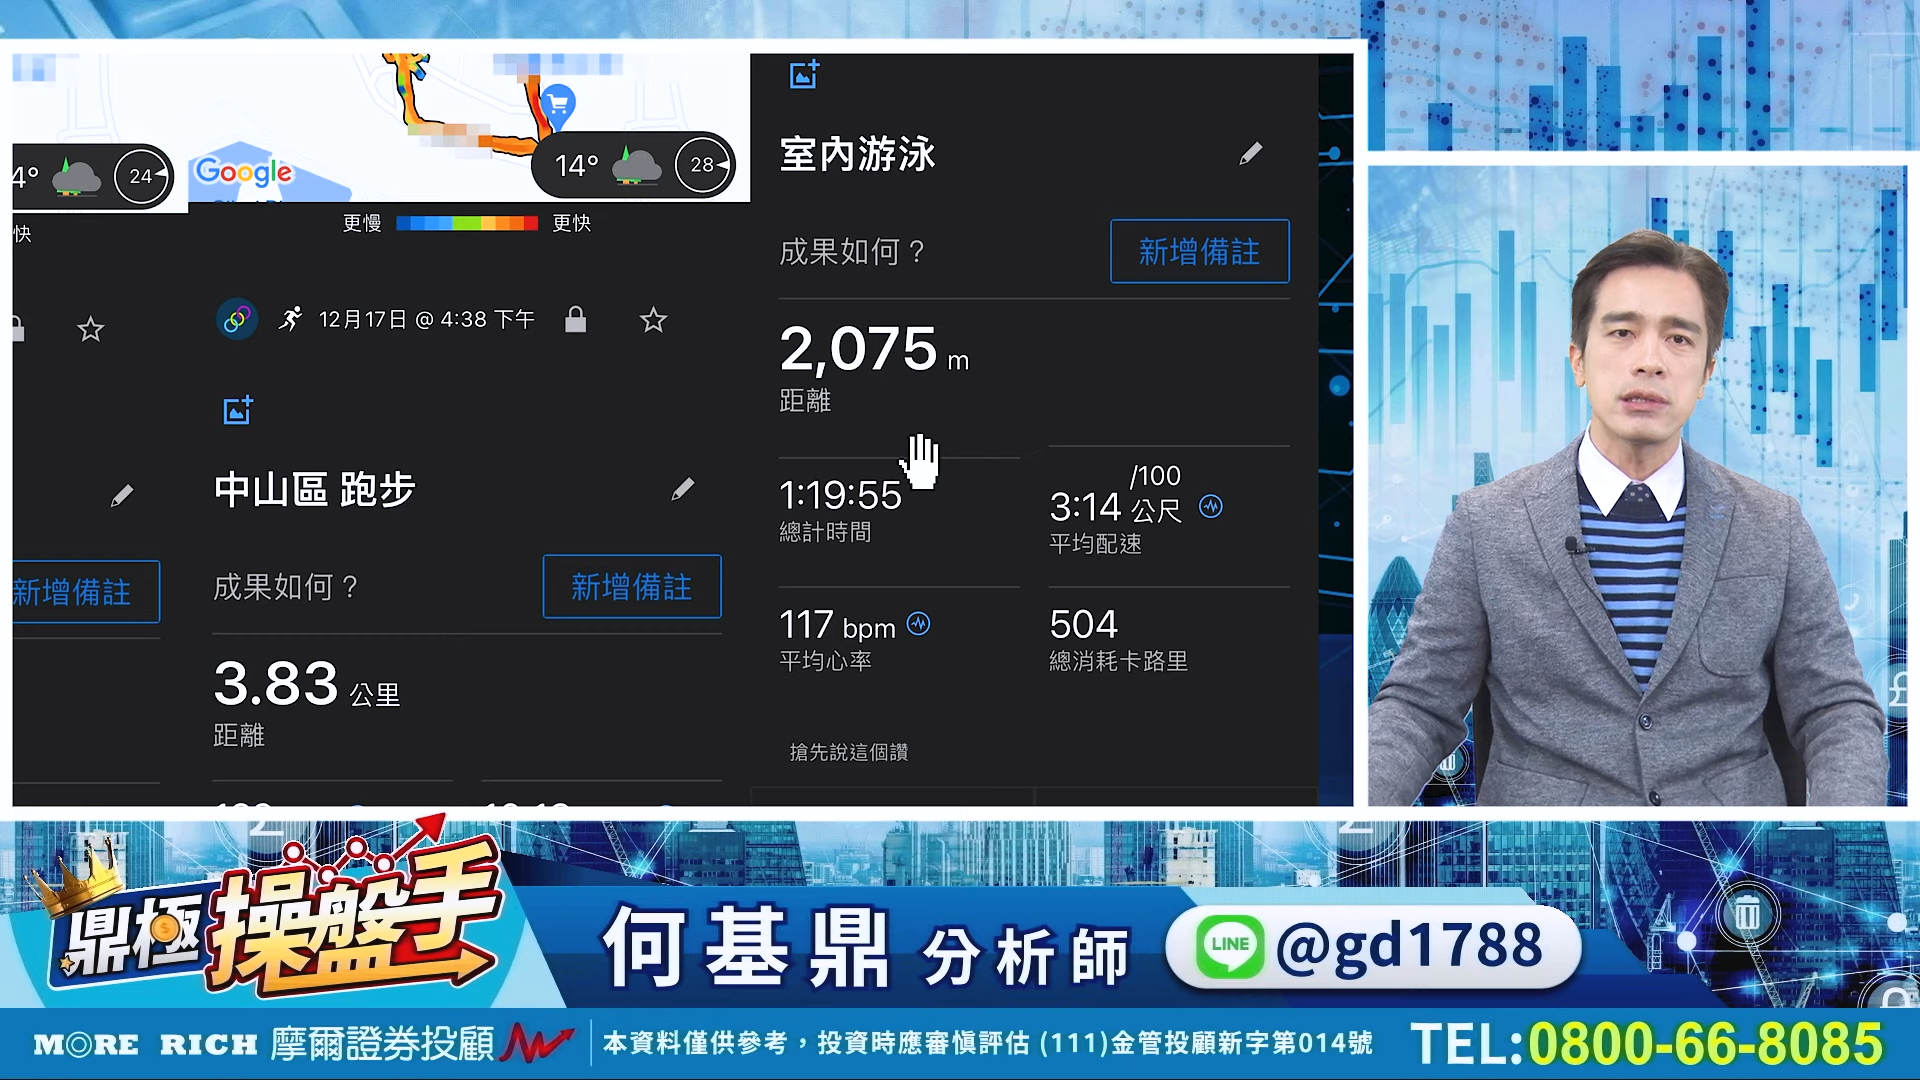 4°
24
Google
14°
28
快
更慢
更快
12月17日 @ 4:38 下午
中山區 跑步
成果如何？
新增備註
新增備註
3.83 公里
距離
室內游泳
成果如何？
新增備註
2,075 m
距離
1:19:55
總計時間
3:14 /100公尺
平均配速
117 bpm
平均心率
504
總消耗卡路里
搶先說這個讚
鼎極操盤手
何基鼎 分析師
LINE @gd1788
MORE RICH 摩爾證券投顧
本資料僅供參考，投資時應審慎評估 (111)金管投顧新字第014號
TEL:0800-66-8085